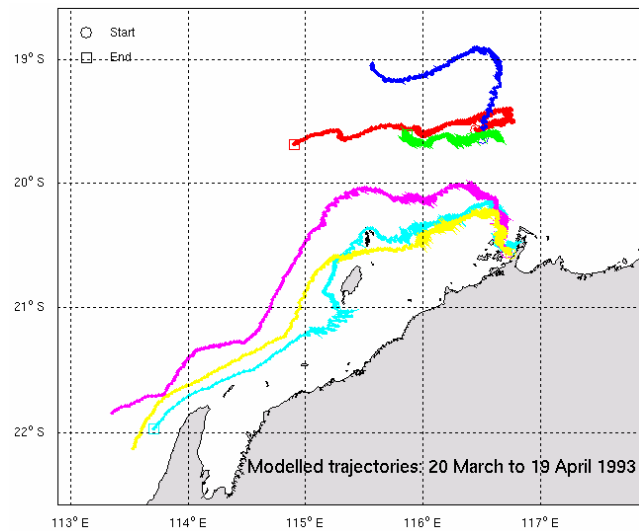 Start
End
19° S
20° S
21° S
22° S
Modelled trajectories: 20 March to 19 April 1993
113° E
114° E
115° E
116° E
117° E